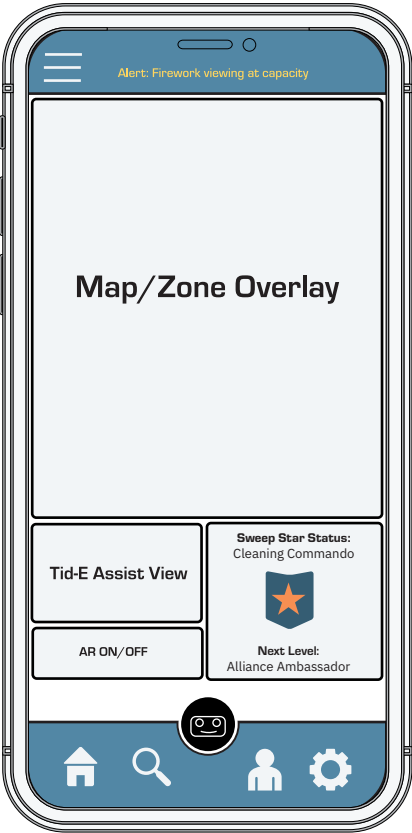 Alert: Firework viewing at capacity
Map/Zone Overlay
Tid-E Assist View
AR ON/OFF
Sweep Star Status:
Cleaning Commando
Next Level:
Alliance Ambassador